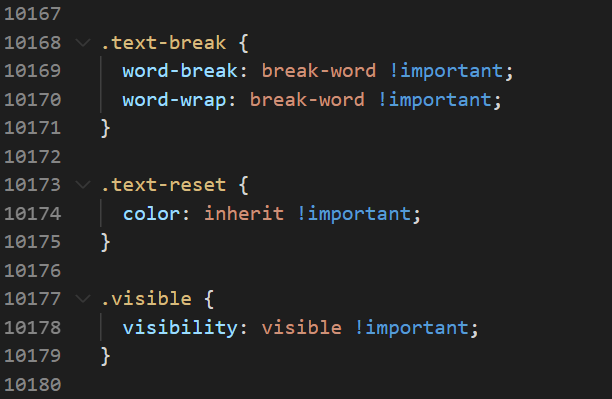 10167
10168 .text-break {
10169 word-break: break-word !important;
10170 word-wrap: break-word !important;
10171 }
10172
10173 .text-reset {
10174 color: inherit !important;
10175 }
10176
10177 .visible {
10178 visibility: visible !important;
10179 }
10180